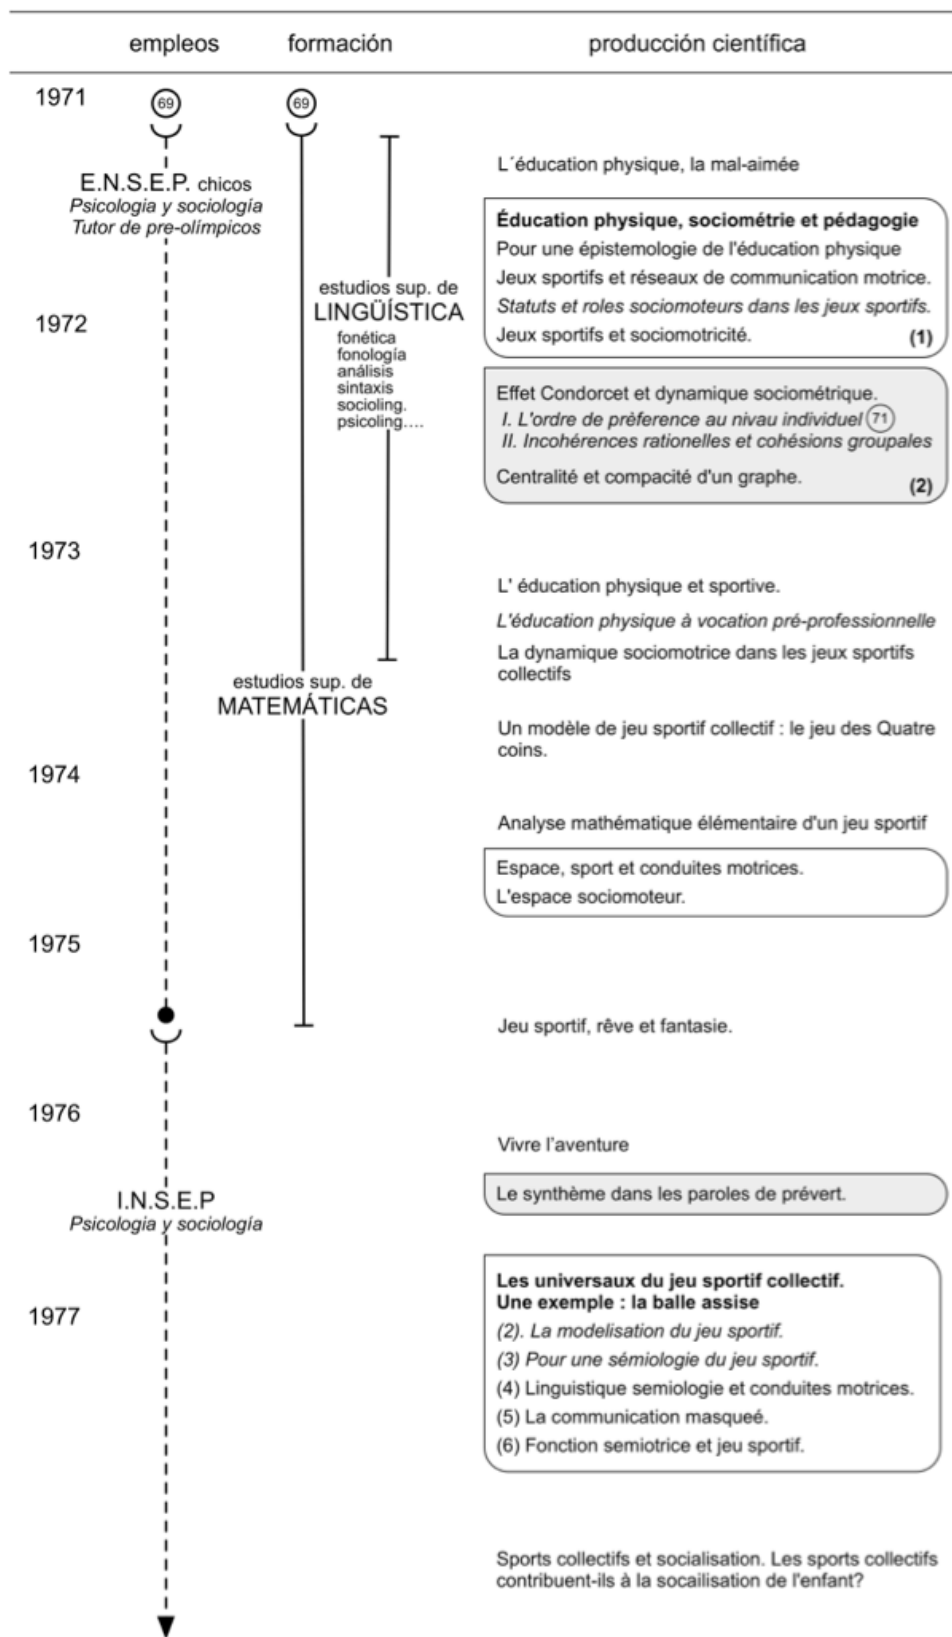 empleos formación producción científica
1971 69 69
L´éducation physique, la mal-aimée
E.N.S.E.P. chicos
Psicologia y sociología
Tutor de pre-olímpicos
Éducation physique, sociométrie et pédagogie
Pour une épistemologie de l'éducation physique
Jeux sportifs et réseaux de communication motrice.
Statuts et roles sociomoteurs dans les jeux sportifs.
Jeux sportifs et sociomotricité. (1)
estudios sup. de
LINGÜÍSTICA
fonética
fonología
análisis
sintaxis
socioling.
psicoling....
1972
Effet Condorcet et dynamique sociométrique.
I. L'ordre de prèference au nivau individuel 71
II. Incohérences rationelles et cohésions groupales
Centralité et compacité d'un graphe. (2)
1973
L' éducation physique et sportive.
L'éducation physique à vocation pré-professionnelle
La dynamique sociomotrice dans les jeux sportifs
collectifs
estudios sup. de
MATEMÁTICAS
Un modèle de jeu sportif collectif : le jeu des Quatre
coins.
1974
Analyse mathématique élémentaire d'un jeu sportif
Espace, sport et conduites motrices.
L'espace sociomoteur.
1975
Jeu sportif, rêve et fantasie.
1976
Vivre l'aventure
Le synthème dans les paroles de prévert.
I.N.S.E.P
Psicologia y sociología
1977
Les universaux du jeu sportif collectif.
Une exemple : la balle assise
(2). La modelisation du jeu sportif.
(3) Pour une sémiologie du jeu sportif.
(4) Linguistique semiologie et conduites motrices.
(5) La communication masqueé.
(6) Fonction semiotrice et jeu sportif.
Sports collectifs et socialisation. Les sports collectifs
contribuent-ils à la socailisation de l'enfant?